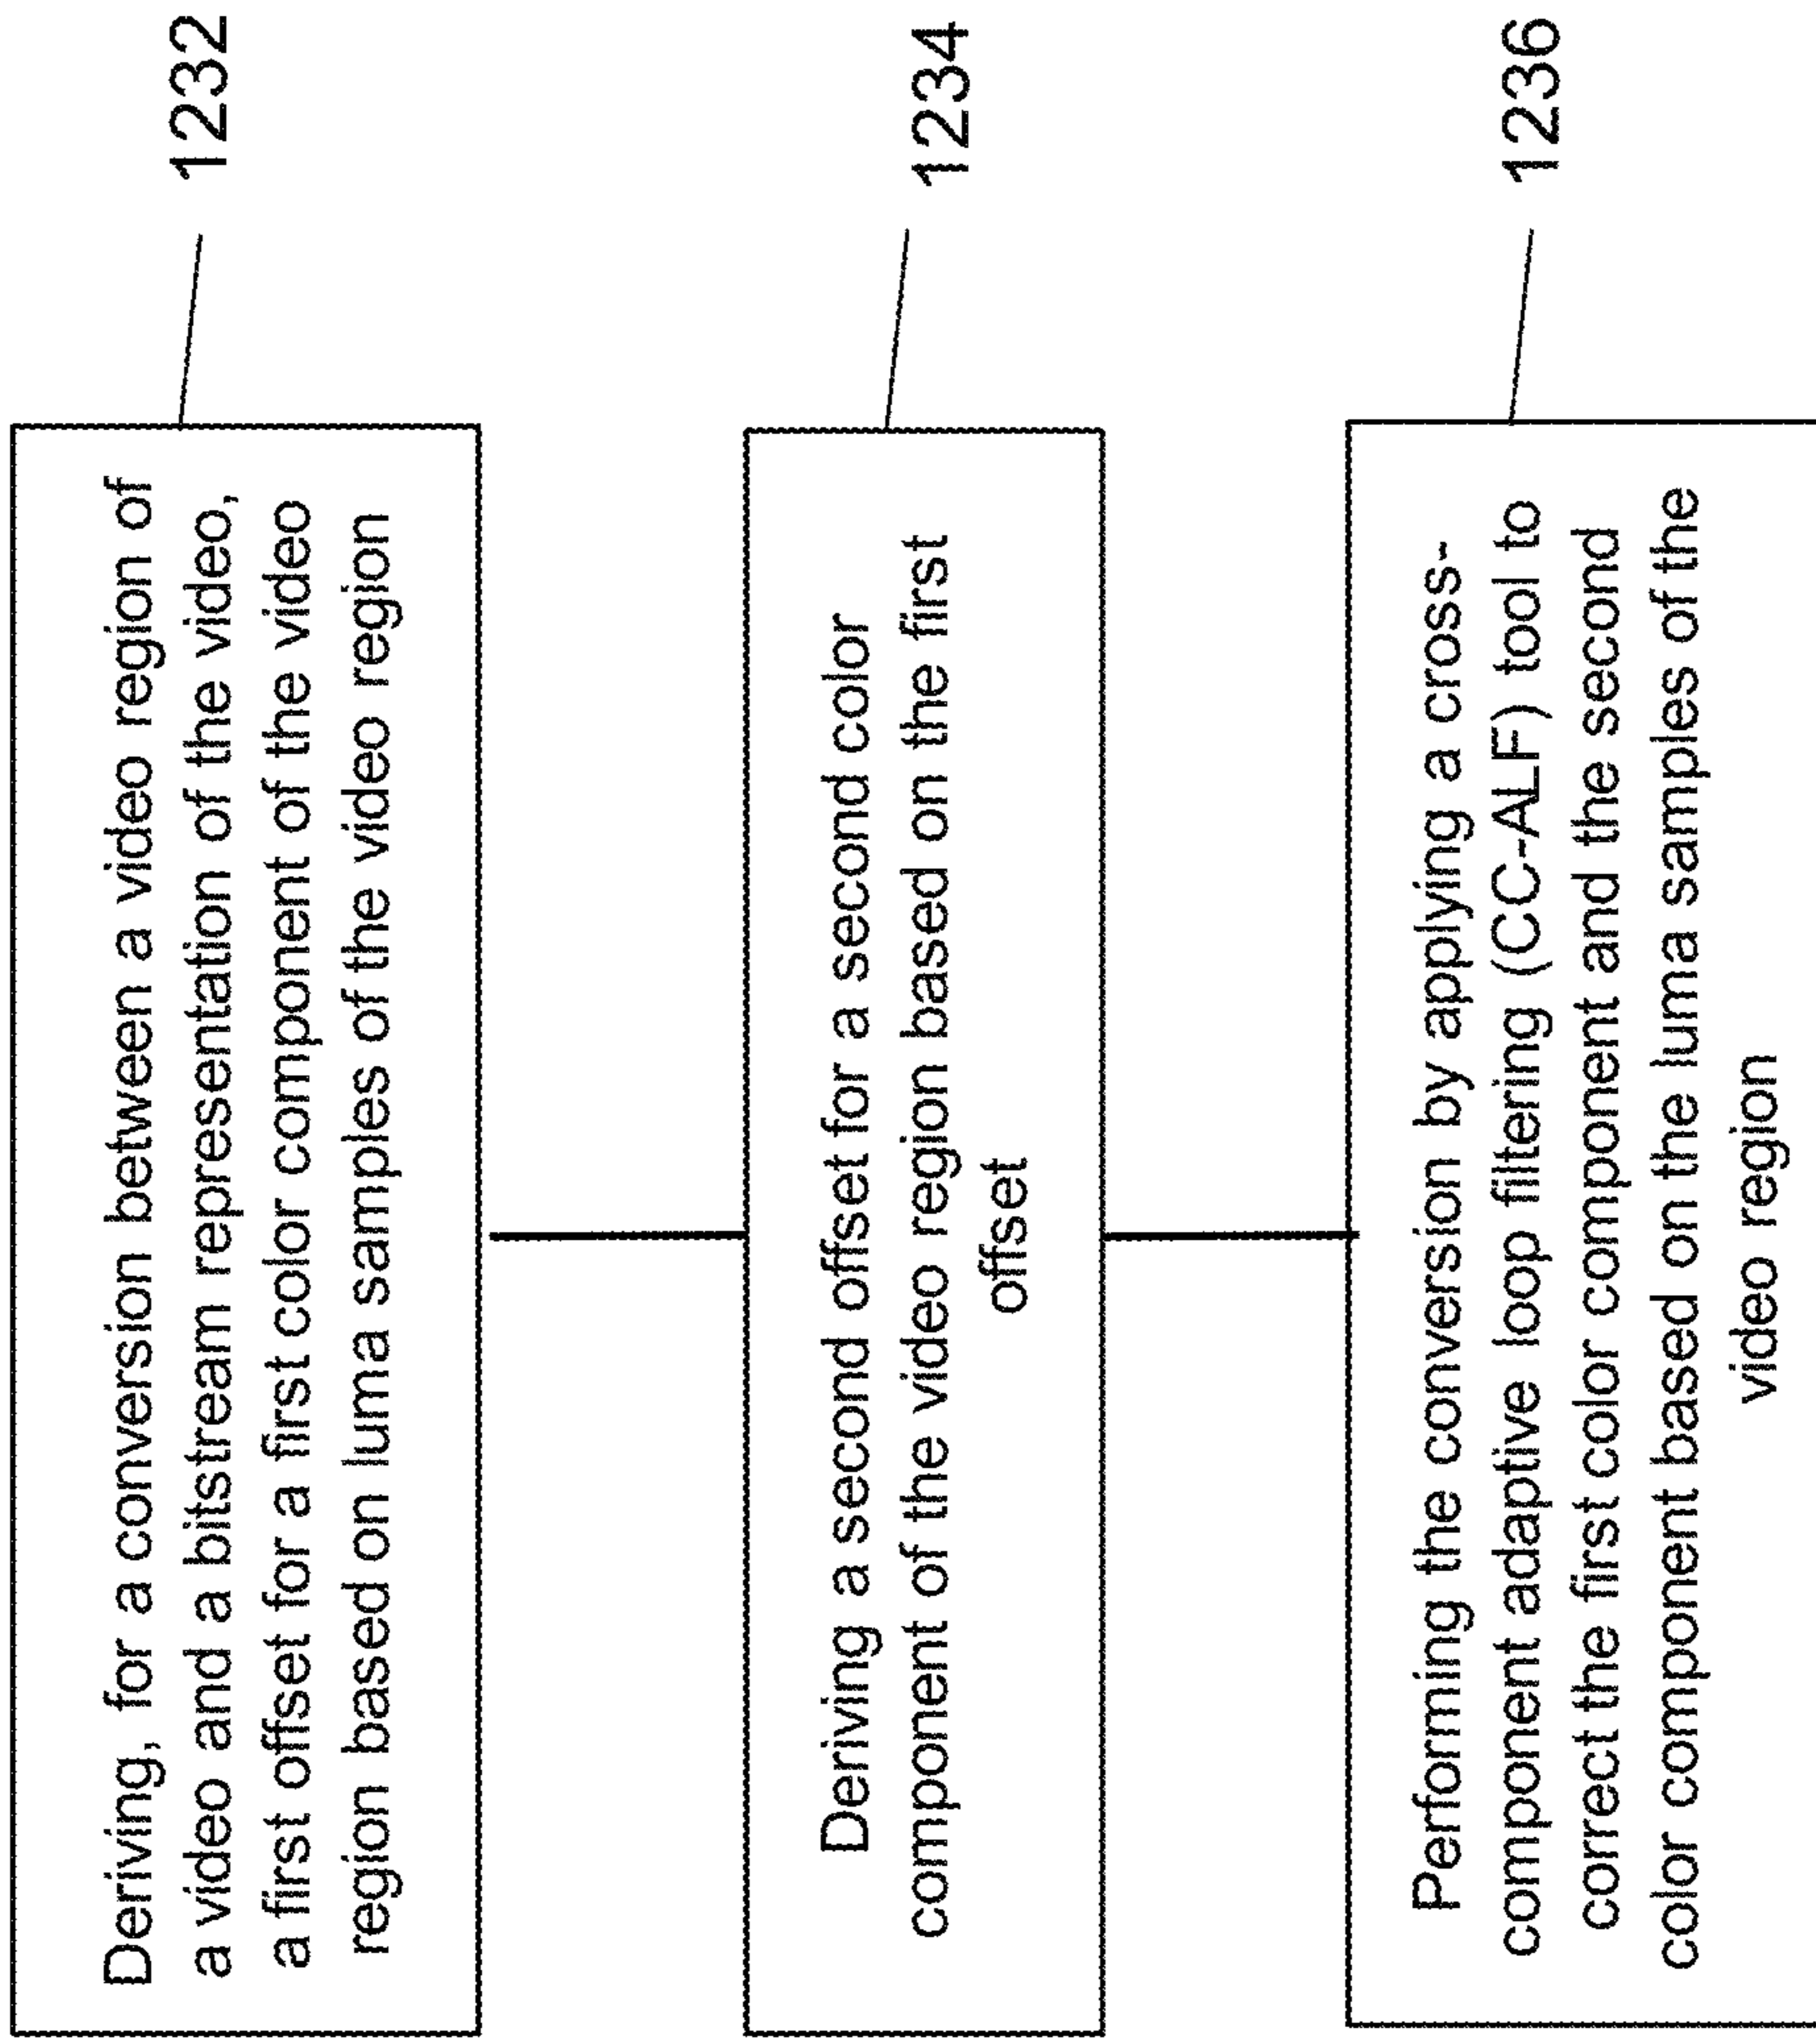 Deriving, for a conversion between a video region of
a video and a bitstream representation of the video,
a first offset for a first color component of the video
region based on luma samples of the video region
1232
Deriving a second offset for a second color
component of the video region based on the first
offset
1234
Performing the conversion by applying a cross-
component adaptive loop filtering (CC-ALF) tool to
correct the first color component and the second
color component based on the luma samples of the
video region
1236